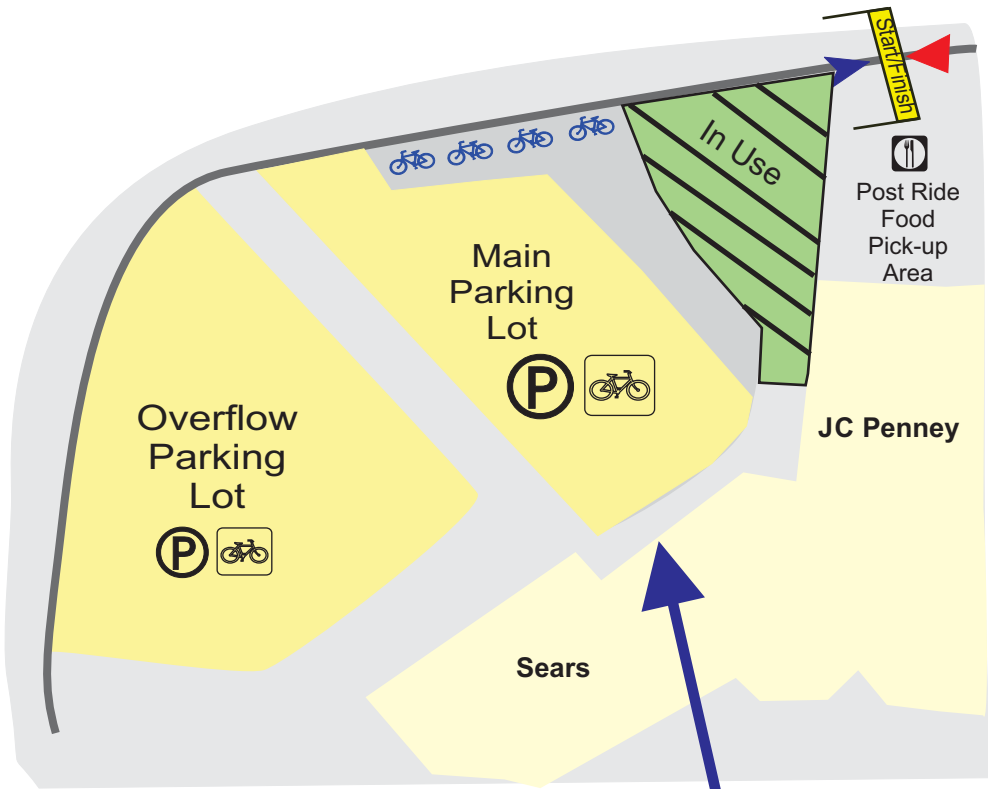 Start/Finish
In Use
Post Ride
Food
Pick-up
Area
Main
Parking
Lot
P
Overflow
Parking
Lot
P
JC Penney
Sears